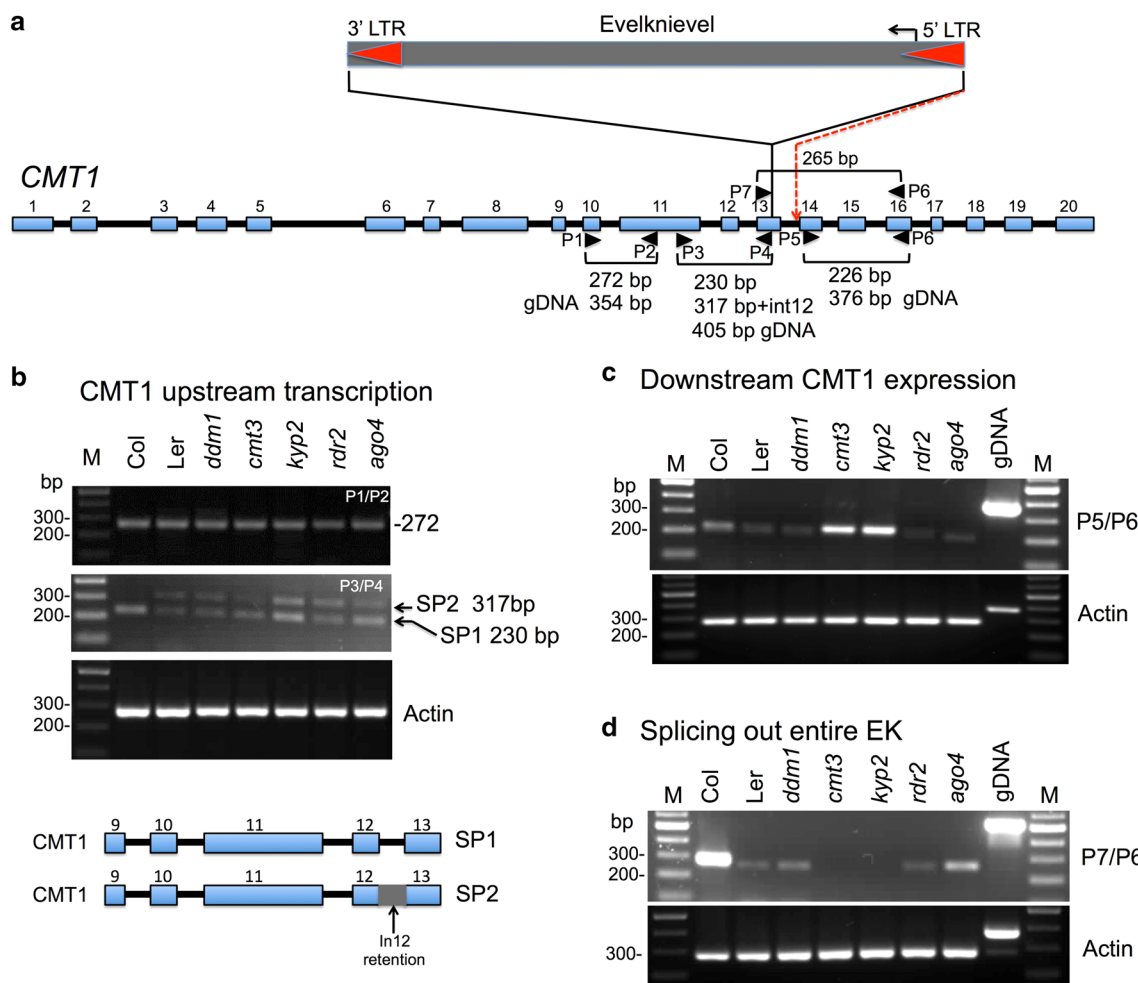 a
Evelknievel
3' LTR
5' LTR
265 bp
CMT1
P7
P6
1 2 3 4 5 6 7 8 9 10 11 12 13 14 15 16 17 18 19 20
P1 P2 P3 P4 P5 P6
272 bp
gDNA 354 bp
230 bp
317 bp+int12
405 bp gDNA
226 bp
376 bp gDNA
b
CMT1 upstream transcription
M Col Ler ddm1 cmt3 kyp2 rdr2 ago4
bp
P1/P2
300-
200-
-272
P3/P4
300-
200-
SP2 317bp
SP1 230 bp
300-
200-
Actin
9 10 11 12 13
CMT1 SP1
9 10 11 12 13
CMT1 SP2
In12
retention
c
Downstream CMT1 expression
M Col Ler ddm1 cmt3 kyp2 rdr2 ago4 gDNA M
bp
300-
200-
P5/P6
300-
200-
Actin
d
Splicing out entire EK
M Col Ler ddm1 cmt3 kyp2 rdr2 ago4 gDNA M
bp
300-
200-
P7/P6
300-
Actin